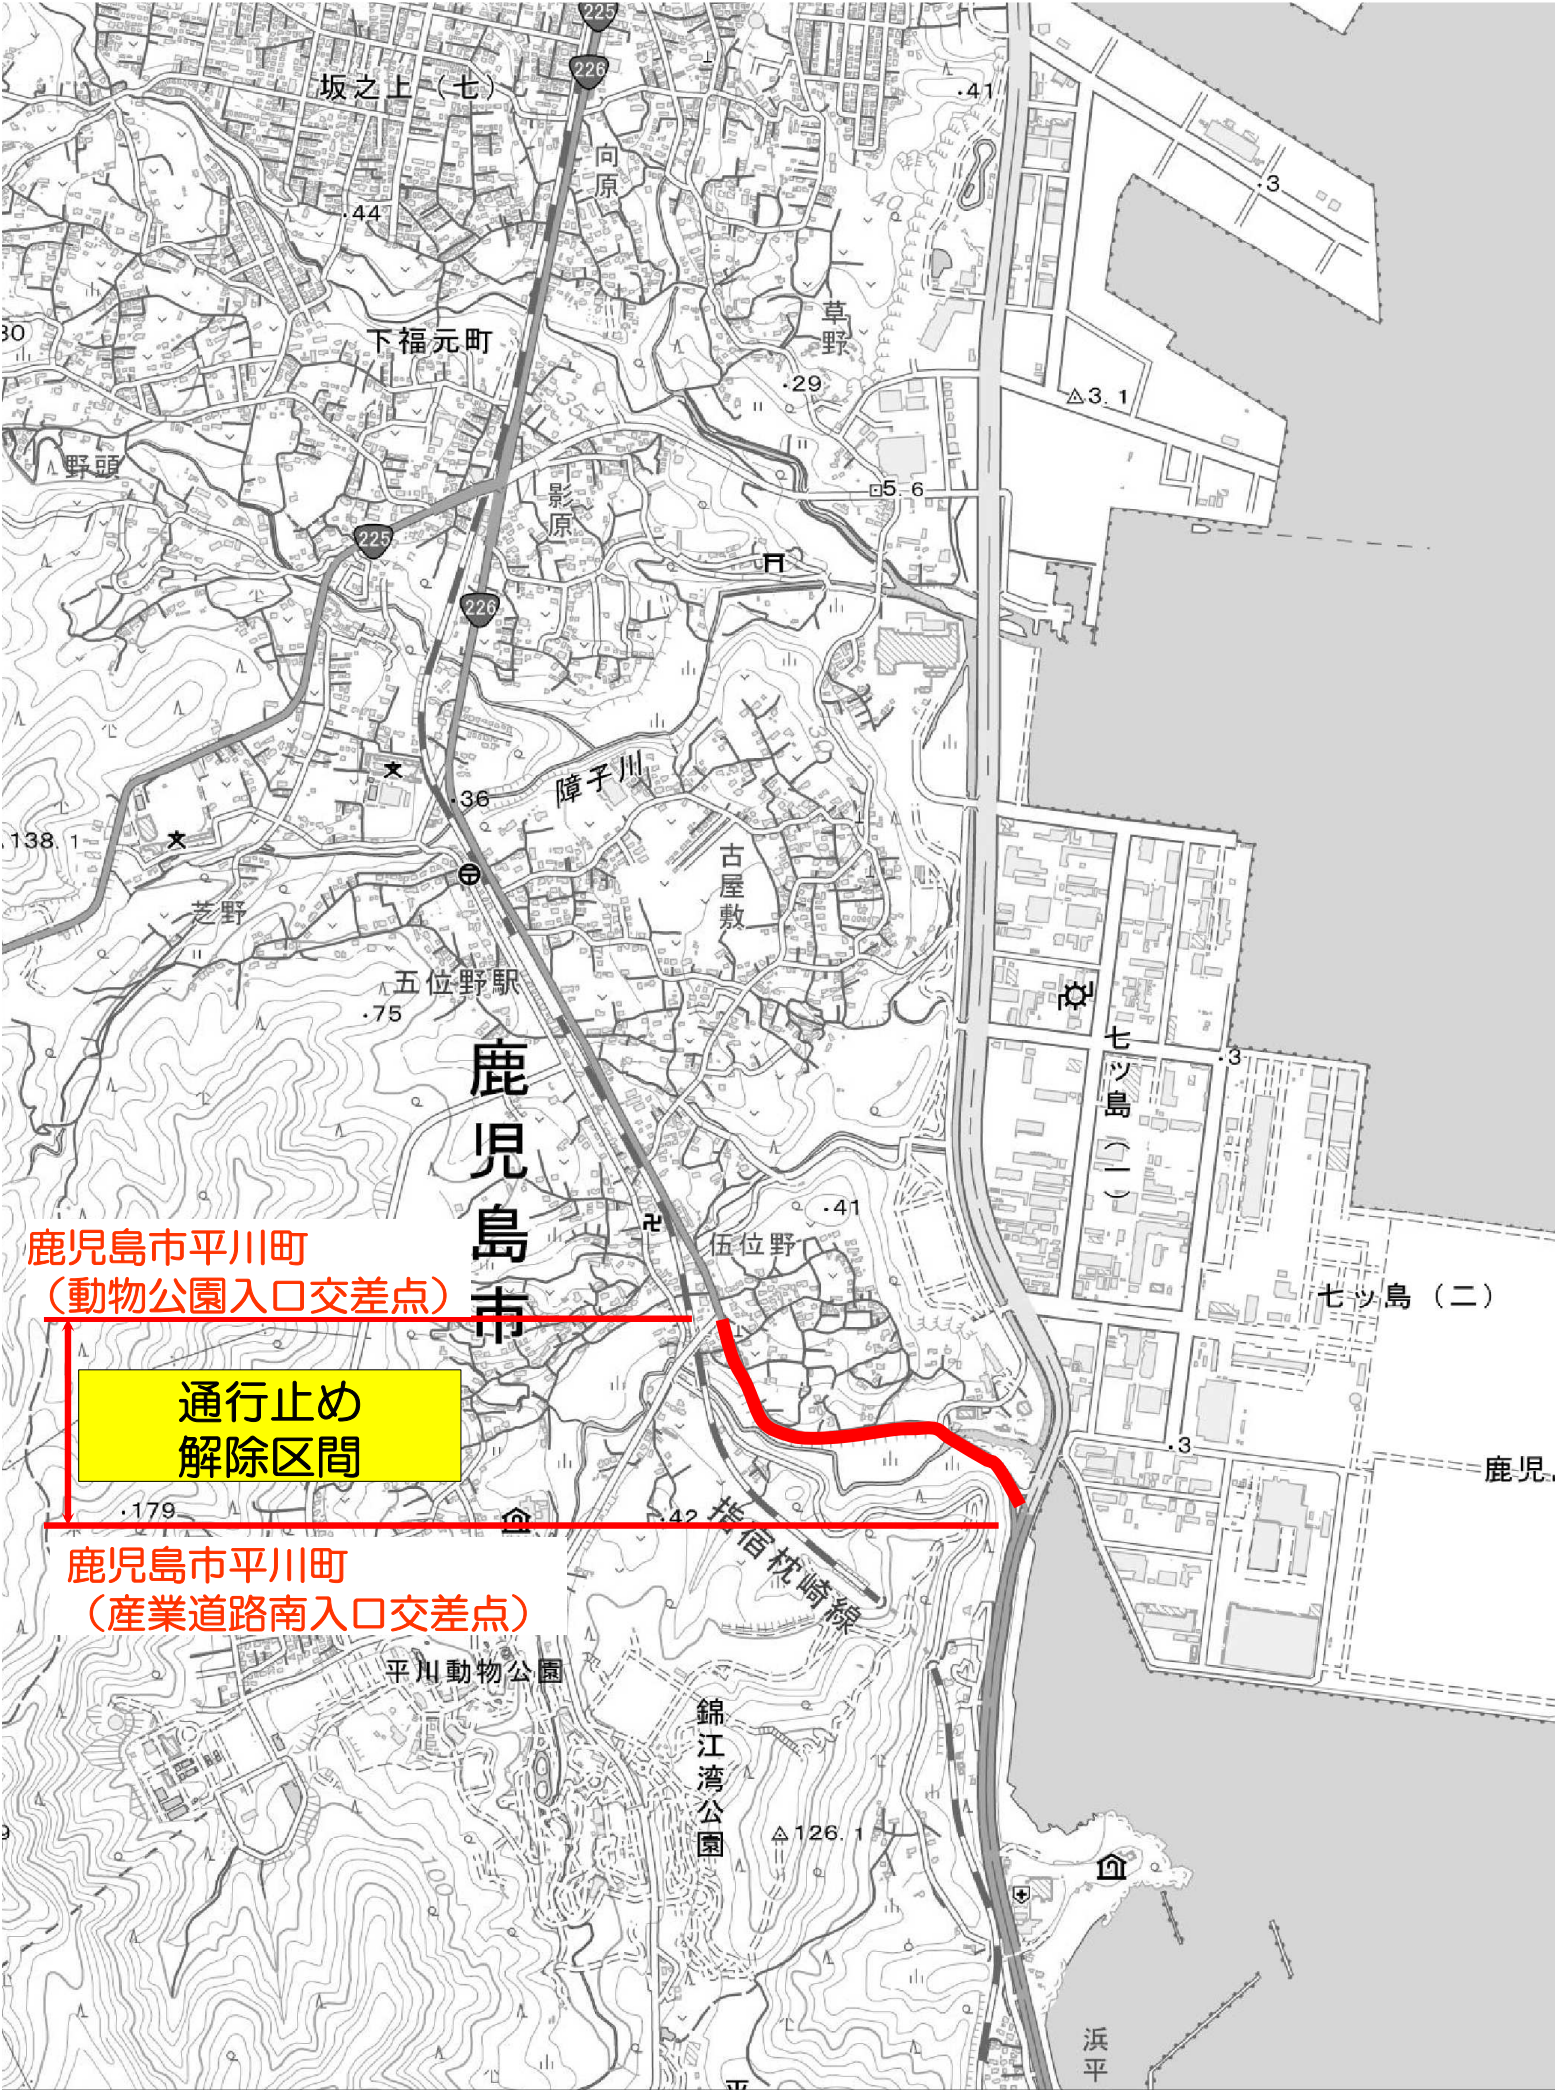 225
226
坂之上（七）
・41
向原
・3
・44
40
草野
30
下福元町
・29
35
3.1
野頭
5.6
影原
225
226
30
障子川
・36
138.1
古屋敷
芝野
五位野駅
・75
鹿児島市
七ツ島（一）
・3
・41
伍位野
鹿児島市平川町
（動物公園入口交差点）
七ッ島（二）
通行止め
解除区間
・3
鹿児
・179
・42
指宿枕崎線
鹿児島市平川町
（産業道路南入口交差点）
平川動物公園
錦江湾公園
126.1
浜平